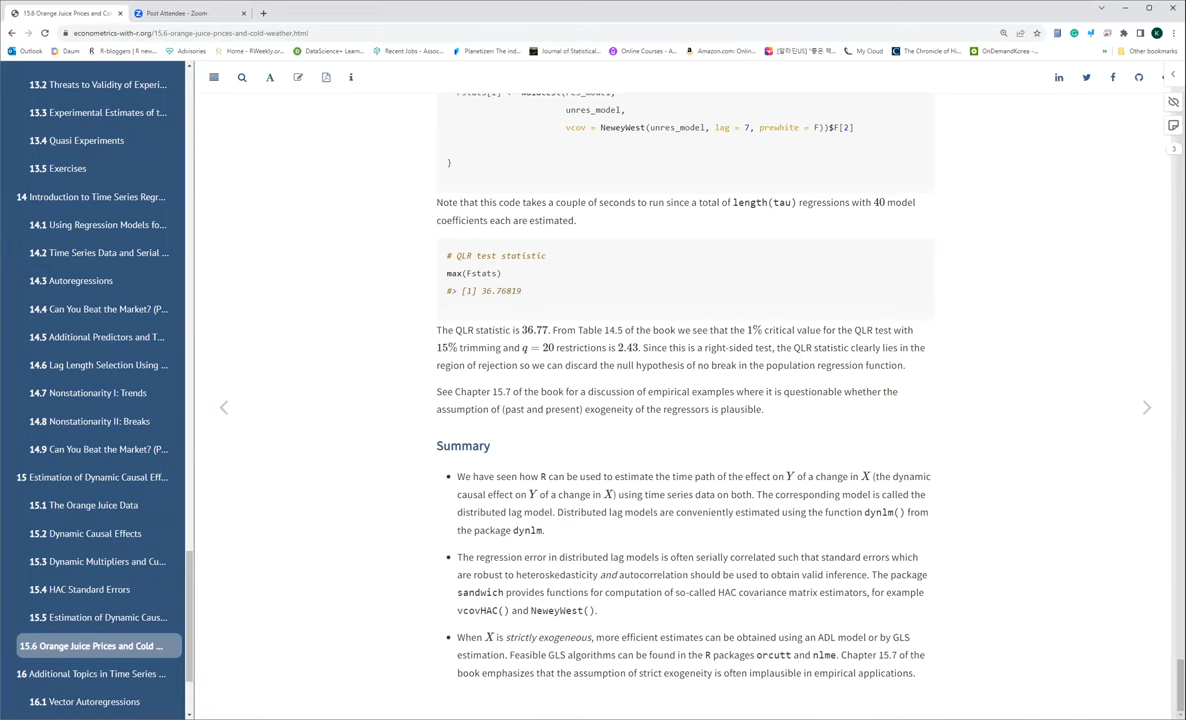 15.6 Orange Juice Prices and Col
Post Attendee - Zoom
econometrics-with-r.org/15.6-orange-juice-prices-and-cold-weather.html
Outlook
Daum
R-bloggers | R new...
Advisories
Home - RWeekly.or...
DataScience+ Learn...
Recent Jobs - Assoc...
Planetizen: The ind...
Journal of Statistical...
Online Courses - A...
Amazon.com: Onlin...
[알라딘US] "좋은 책...
My Cloud
The Chronicle of Hi...
OnDemandKorea -...
Other bookmarks
13.2 Threats to Validity of Experi...
13.3 Experimental Estimates of t...
13.4 Quasi Experiments
13.5 Exercises
14 Introduction to Time Series Regr...
14.1 Using Regression Models fo...
14.2 Time Series Data and Serial ...
14.3 Autoregressions
14.4 Can You Beat the Market? (P...
14.5 Additional Predictors and T...
14.6 Lag Length Selection Using ...
14.7 Nonstationarity I: Trends
14.8 Nonstationarity II: Breaks
14.9 Can You Beat the Market? (P...
15 Estimation of Dynamic Causal Eff...
15.1 The Orange Juice Data
15.2 Dynamic Causal Effects
15.3 Dynamic Multipliers and Cu...
15.4 HAC Standard Errors
15.5 Estimation of Dynamic Caus...
15.6 Orange Juice Prices and Cold ...
16 Additional Topics in Time Series ...
16.1 Vector Autoregressions
unres_model,
vcov = NeweyWest(unres_model, lag = 7, prewhite = F))$F[2]
}
Note that this code takes a couple of seconds to run since a total of length(tau) regressions with 40 model
coefficients each are estimated.
# QLR test statistic
max(Fstats)
#> [1] 36.76819
The QLR statistic is 36.77. From Table 14.5 of the book we see that the 1% critical value for the QLR test with
15% trimming and q = 20 restrictions is 2.43. Since this is a right-sided test, the QLR statistic clearly lies in the
region of rejection so we can discard the null hypothesis of no break in the population regression function.
See Chapter 15.7 of the book for a discussion of empirical examples where it is questionable whether the
assumption of (past and present) exogeneity of the regressors is plausible.
Summary
• We have seen how R can be used to estimate the time path of the effect on Y of a change in X (the dynamic
causal effect on Y of a change in X) using time series data on both. The corresponding model is called the
distributed lag model. Distributed lag models are conveniently estimated using the function dynlm() from
the package dynlm.
• The regression error in distributed lag models is often serially correlated such that standard errors which
are robust to heteroskedasticity and autocorrelation should be used to obtain valid inference. The package
sandwich provides functions for computation of so-called HAC covariance matrix estimators, for example
vcovHAC() and NeweyWest().
• When X is strictly exogeneous, more efficient estimates can be obtained using an ADL model or by GLS
estimation. Feasible GLS algorithms can be found in the R packages orcutt and nlme. Chapter 15.7 of the
book emphasizes that the assumption of strict exogeneity is often implausible in empirical applications.
3